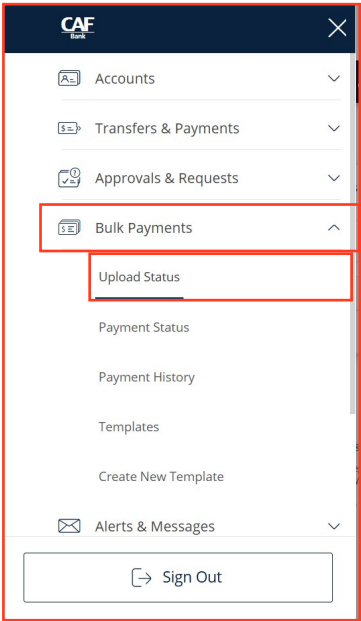 CAF
Bank
Accounts
Transfers & Payments
Approvals & Requests
Bulk Payments
Upload Status
Payment Status
Payment History
Templates
Create New Template
Alerts & Messages
Sign Out